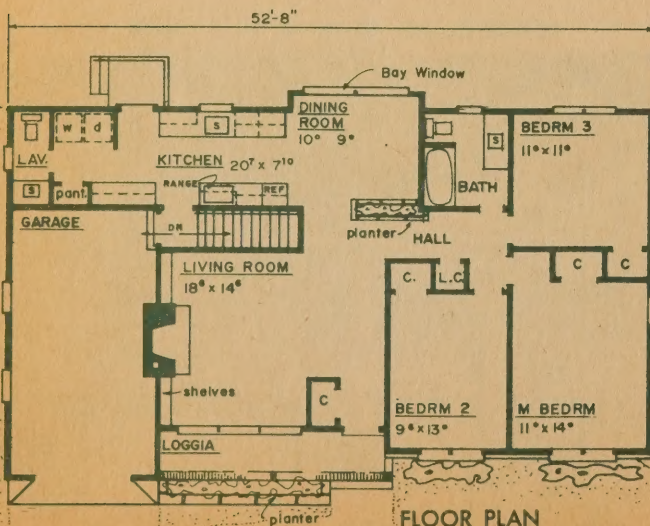 52'-8"
Bay Window
DINING
ROOM
10⁰ 9⁰
W d
S
LAV.
KITCHEN 20⁷ x 7¹⁰
S
BEDRM 3
11⁰ x 11⁰
S
pant.
RANGE
REF
BATH
GARAGE
DN
planter
HALL
LIVING ROOM
18⁶ x 14⁶
C.
L.C
C
C
shelves
C
BEDRM 2
9⁶ x 13⁰
M BEDRM
11⁰ x 14⁰
LOGGIA
planter
FLOOR PLAN